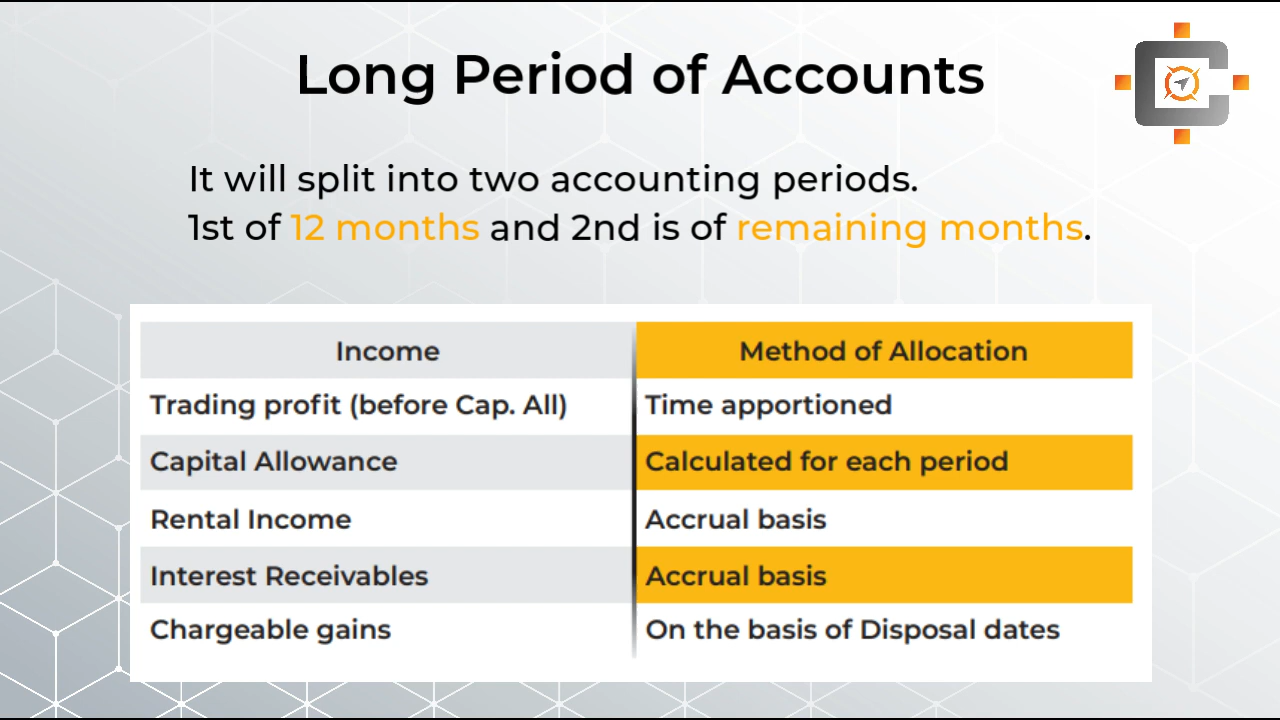 Long Period of Accounts
It will split into two accounting periods.
1st of 12 months and 2nd is of remaining months.
Income Method of Allocation
Trading profit (before Cap. All) Time apportioned
Capital Allowance Calculated for each period
Rental Income Accrual basis
Interest Receivables Accrual basis
Chargeable gains On the basis of Disposal dates